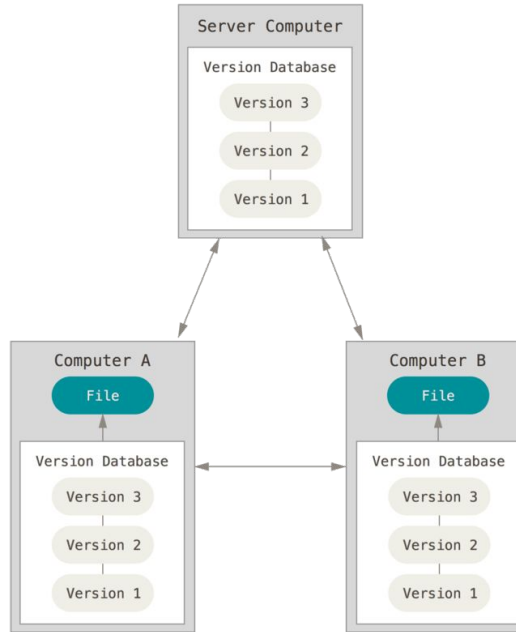 Server Computer
Version Database
Version 3
Version 2
Version 1
Computer A
File
Version Database
Version 3
Version 2
Version 1
Computer B
File
Version Database
Version 3
Version 2
Version 1